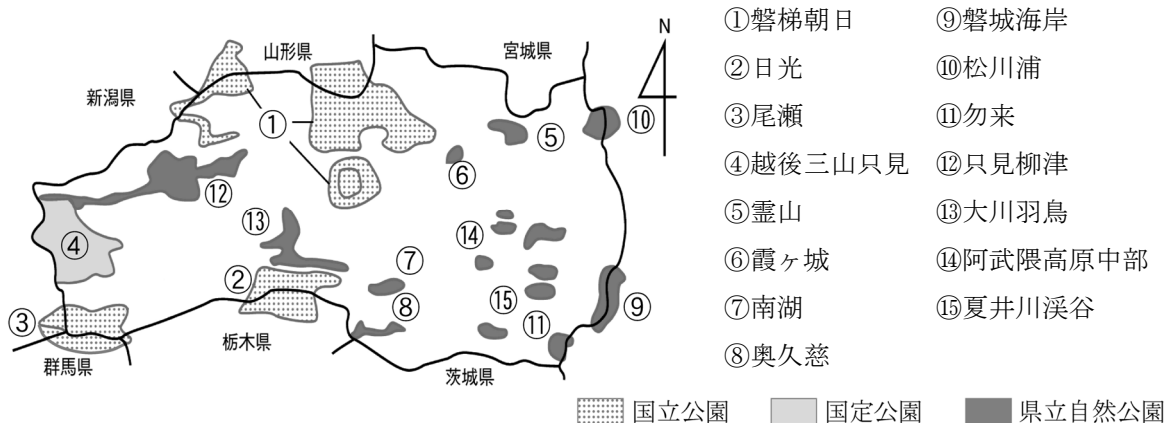 山形県
宮城県
新潟県
N
①
⑩
⑤
⑥
⑫
⑬
⑭
④
②
⑦
⑮
⑨
⑧
⑪
③
栃木県
群馬県
茨城県
①磐梯朝日
②日光
③尾瀬
④越後三山只見
⑤霊山
⑥霞ヶ城
⑦南湖
⑧奥久慈
⑨磐城海岸
⑩松川浦
⑪勿来
⑫只見柳津
⑬大川羽鳥
⑭阿武隈高原中部
⑮夏井川渓谷
国立公園
国定公園
県立自然公園